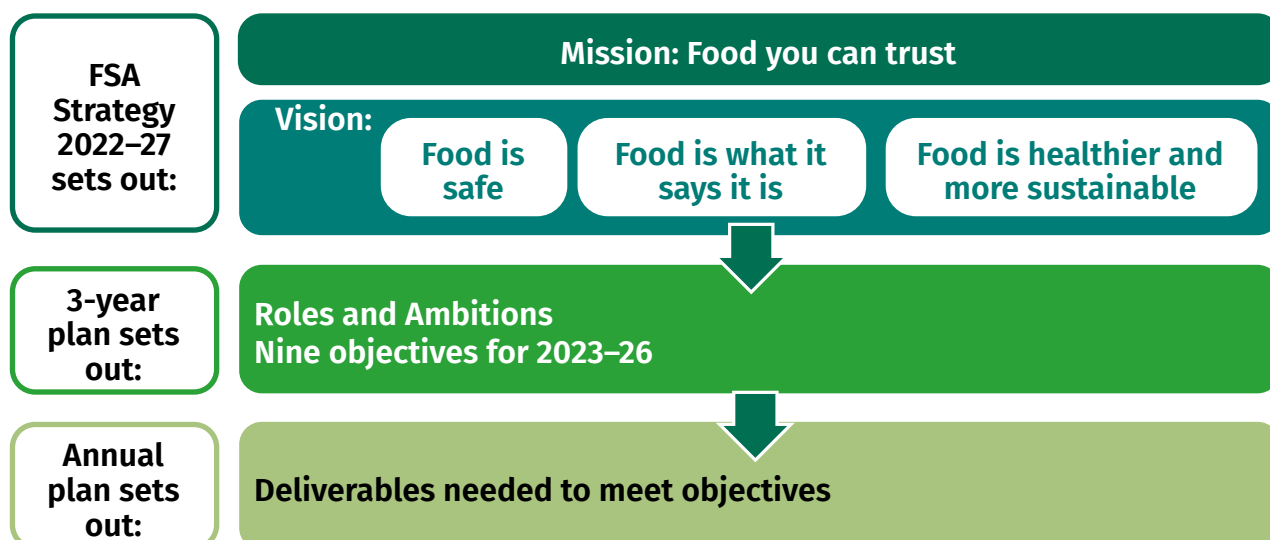 FSA
Strategy
2022–27
sets out:
Mission: Food you can trust
Vision:
Food is
safe
Food is what it
says it is
Food is healthier and
more sustainable
3-year
plan sets
out:
Roles and Ambitions
Nine objectives for 2023–26
Annual
plan sets
out:
Deliverables needed to meet objectives